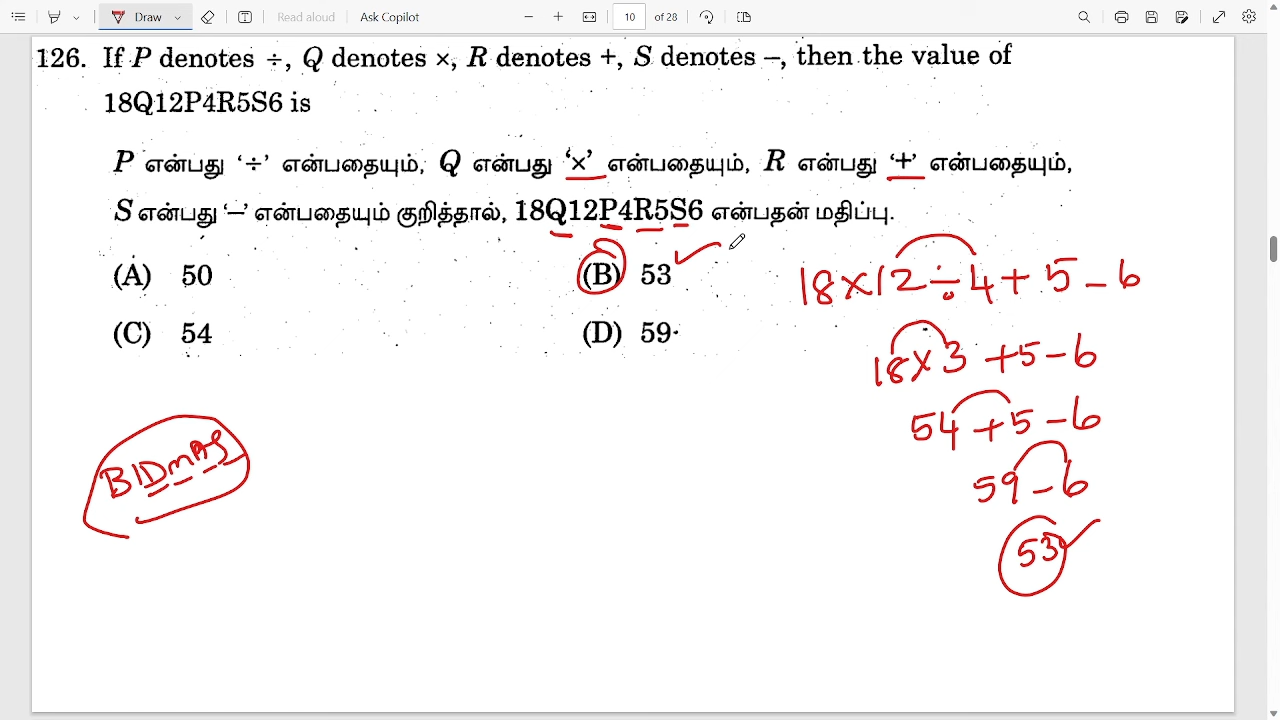 Draw
Read aloud
Ask Copilot
10 of 28
126. If P denotes ÷, Q denotes ×, R denotes +, S denotes –, then the value of
18Q12P4R5S6 is
P என்பது ‘÷’ என்பதையும், Q என்பது ‘×’ என்பதையும், R என்பது ‘+’ என்பதையும்,
S என்பது ‘–’ என்பதையும் குறித்தால், 18Q12P4R5S6 என்பதன் மதிப்பு.
(A) 50
(B) 53
(C) 54
(D) 59
18×12÷4+5-6
18×3+5-6
54+5-6
59-6
53
BIDMAS